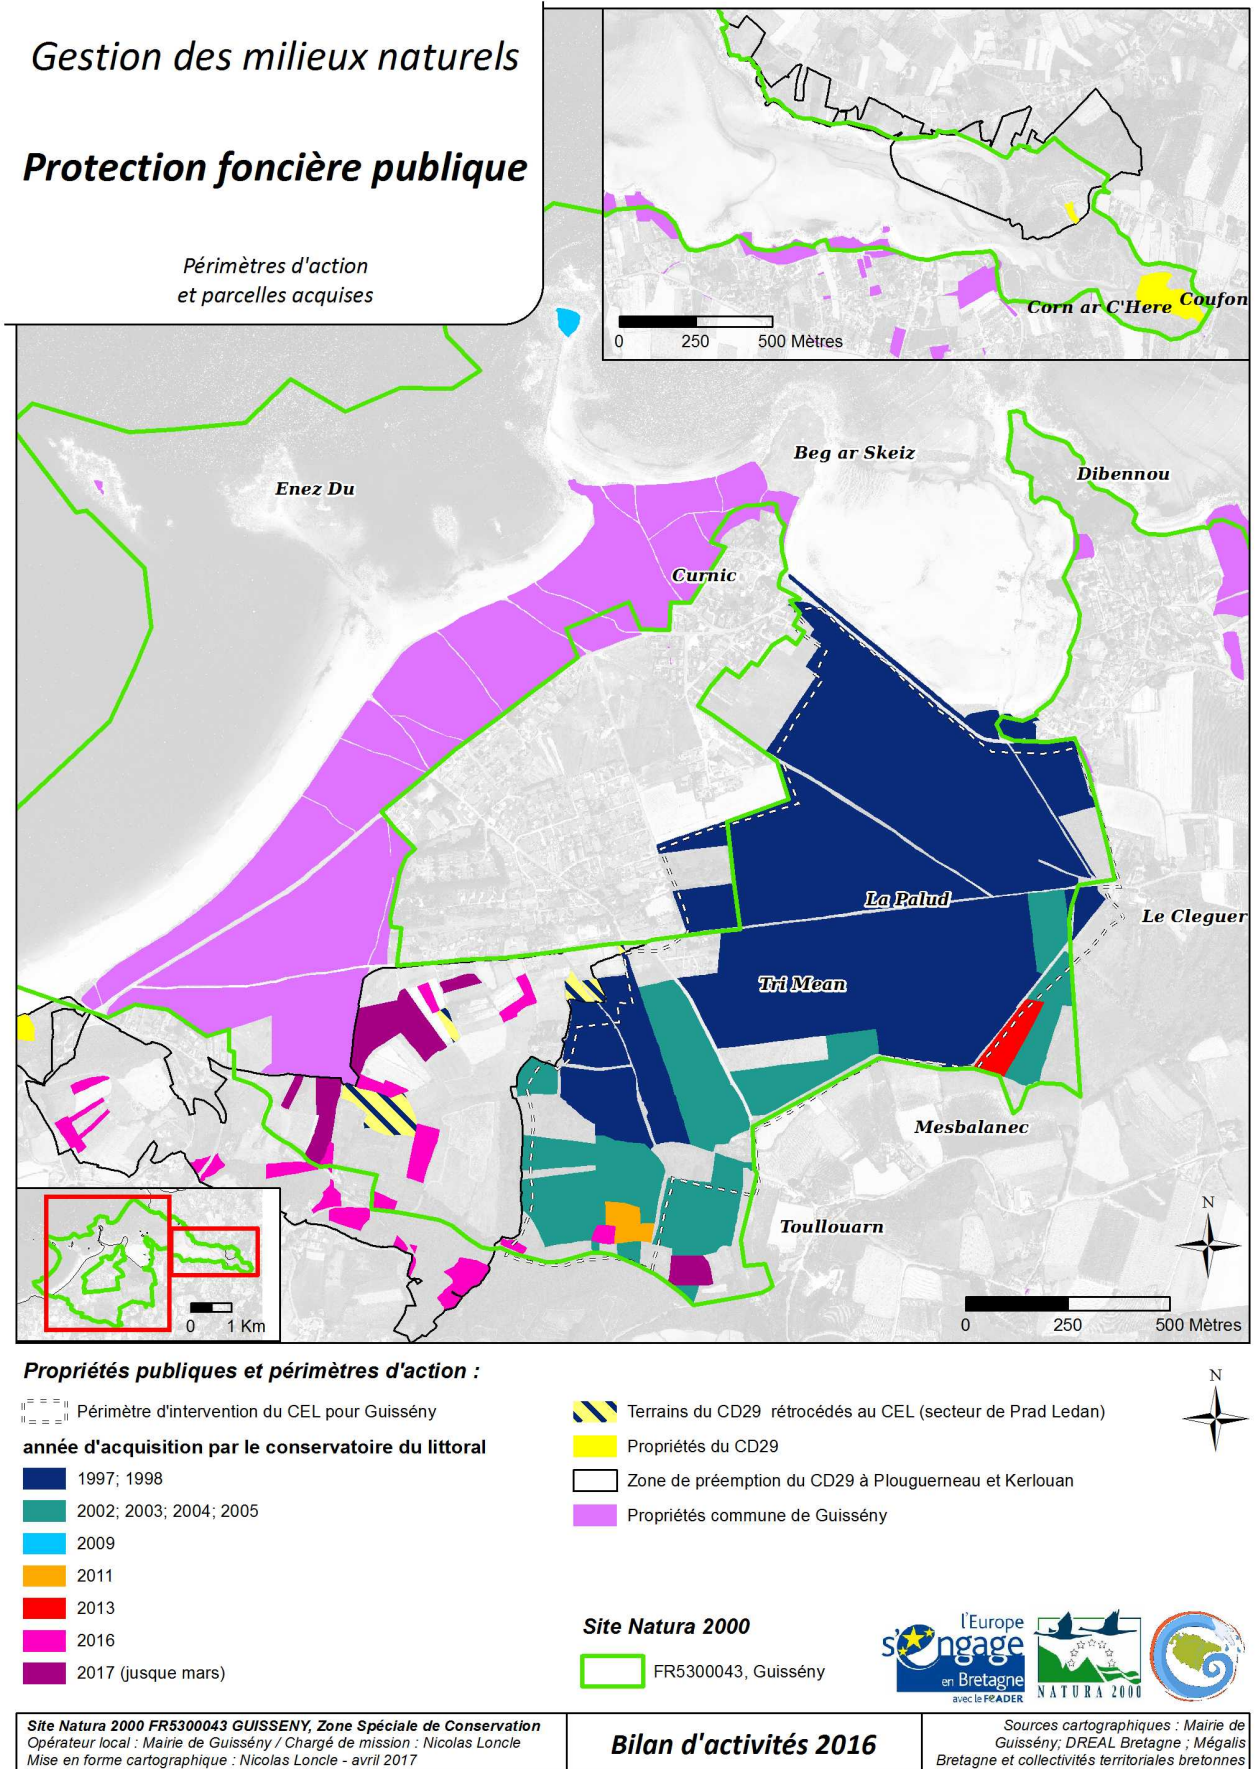 Gestion des milieux naturels
Protection foncière publique
Périmètres d'action
et parcelles acquises
Corn ar C'Here
Coufon
0 250 500 Mètres
Beg ar Skeiz
Dibennou
Enez Du
Curnic
La Palud
Le Cleguer
Tri Mean
Mesbalanec
Toullouarn
N
0 1 Km
0 250 500 Mètres
Propriétés publiques et périmètres d'action :
Périmètre d'intervention du CEL pour Guissény
année d'acquisition par le conservatoire du littoral
1997; 1998
2002; 2003; 2004; 2005
2009
2011
2013
2016
2017 (jusque mars)
Terrains du CD29 rétrocédés au CEL (secteur de Prad Ledan)
Propriétés du CD29
Zone de préemption du CD29 à Plouguerneau et Kerlouan
Propriétés commune de Guissény
N
Site Natura 2000
FR5300043, Guissény
l'Europe
s'engage
en Bretagne
avec le FEADER
NATURA 2000
Site Natura 2000 FR5300043 GUISSENY, Zone Spéciale de Conservation
Opérateur local : Mairie de Guissény / Chargé de mission : Nicolas Loncle
Mise en forme cartographique : Nicolas Loncle - avril 2017
Bilan d'activités 2016
Sources cartographiques : Mairie de
Guissény; DREAL Bretagne ; Mégalis
Bretagne et collectivités territoriales bretonnes